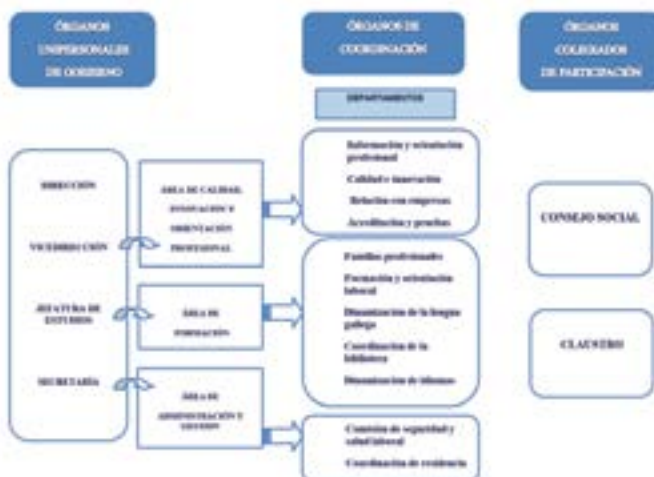 ÓRGANOS
UNIPERSONALES
DE GOBIERNO
ÓRGANOS DE
COORDINACIÓN
ÓRGANOS
COLEGIADOS
DE PARTICIPACIÓN
DEPARTAMENTOS
DIRECCIÓN
VICEDIRECCIÓN
JEFATURA DE
ESTUDIOS
SECRETARÍA
ÁREA DE CALIDAD,
INNOVACIÓN Y
ORIENTACIÓN
PROFESIONAL
ÁREA DE
FORMACIÓN
ÁREA DE
ADMINISTRACIÓN Y
GESTIÓN
Información y orientación
profesional
Calidad e innovación
Relación con empresas
Acreditación y pruebas
Familias profesionales
Formación y orientación
laboral
Dinamización de la lengua
gallega
Coordinación de la
biblioteca
Dinamización de idiomas
Comisión de seguridad y
salud laboral
Coordinación de residencia
CONSEJO SOCIAL
CLAUSTRO